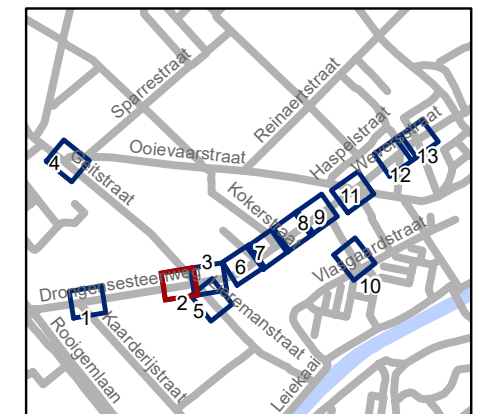 Sparrestraat
Reinaertstraat
Haspelstraat
Weversstraat
Ooievaarstraat
Geitstraat
Kokerstraat
Vlasgaardstraat
Drongensesteenweg
Kaarderijstraat
Rooigemlaan
Leiekaai
4
13
12
11
8
9
7
6
3
10
5
2
1